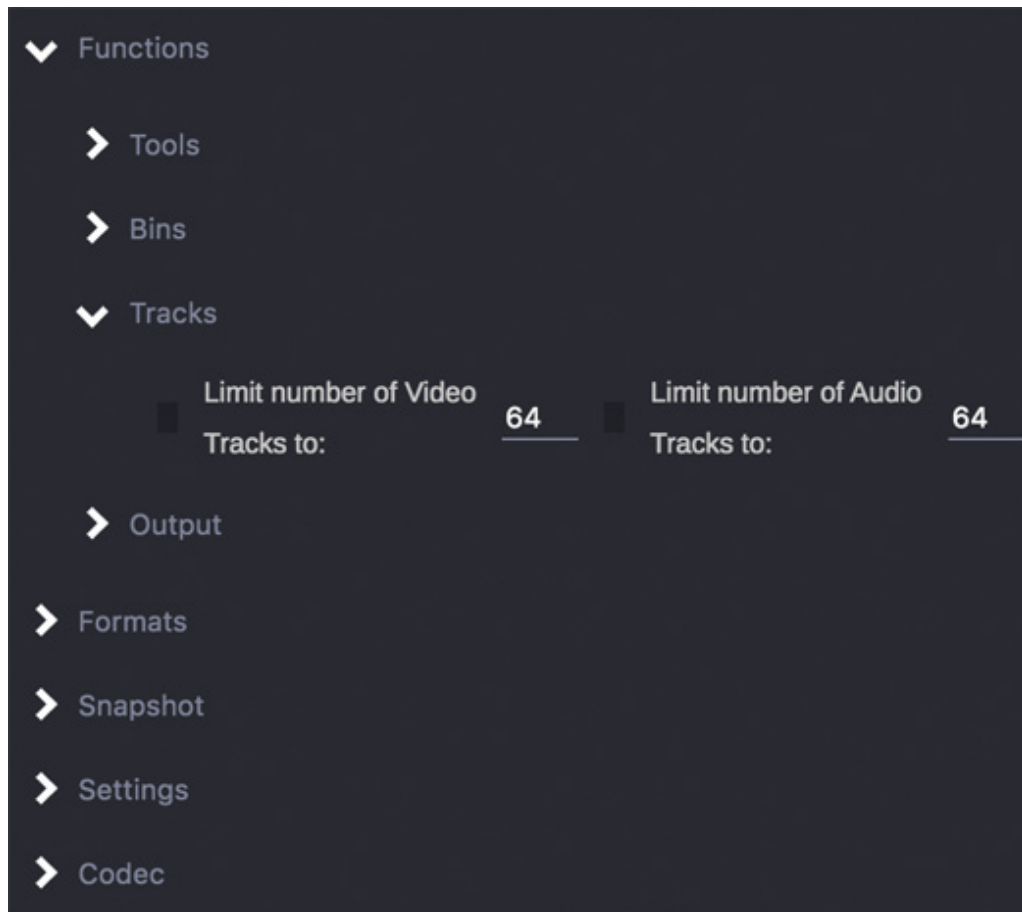 Functions
Tools
Bins
Tracks
Limit number of Video
Tracks to:
64
Limit number of Audio
Tracks to:
64
Output
Formats
Snapshot
Settings
Codec